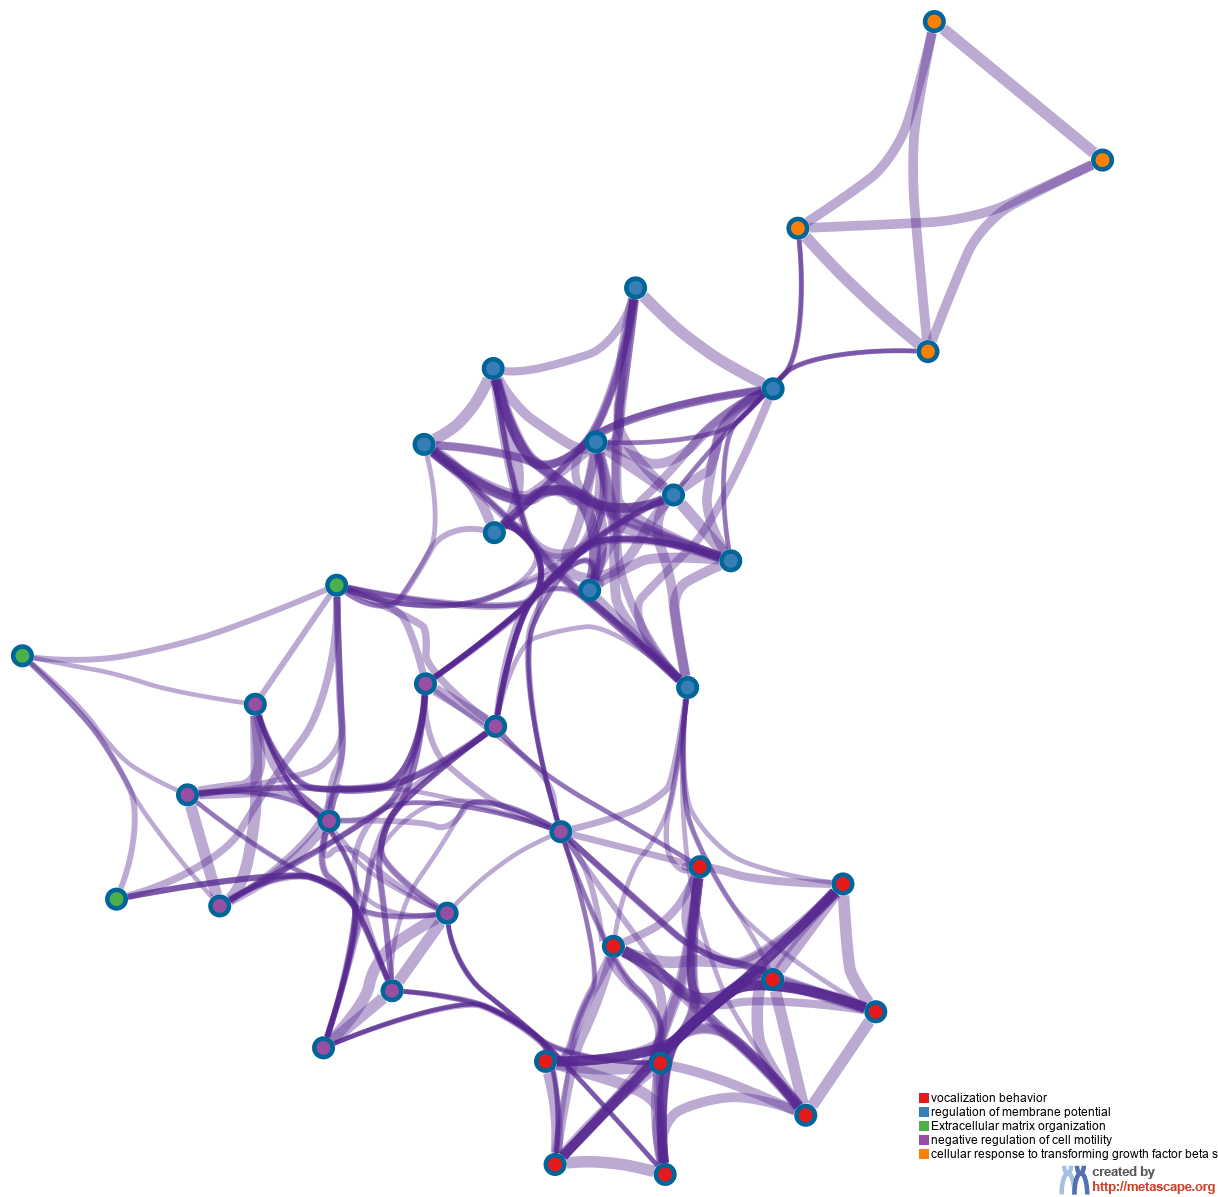 vocalization behavior
regulation of membrane potential
Extracellular matrix organization
negative regulation of cell motility
cellular response to transforming growth factor beta s
created by
http://metascape.org